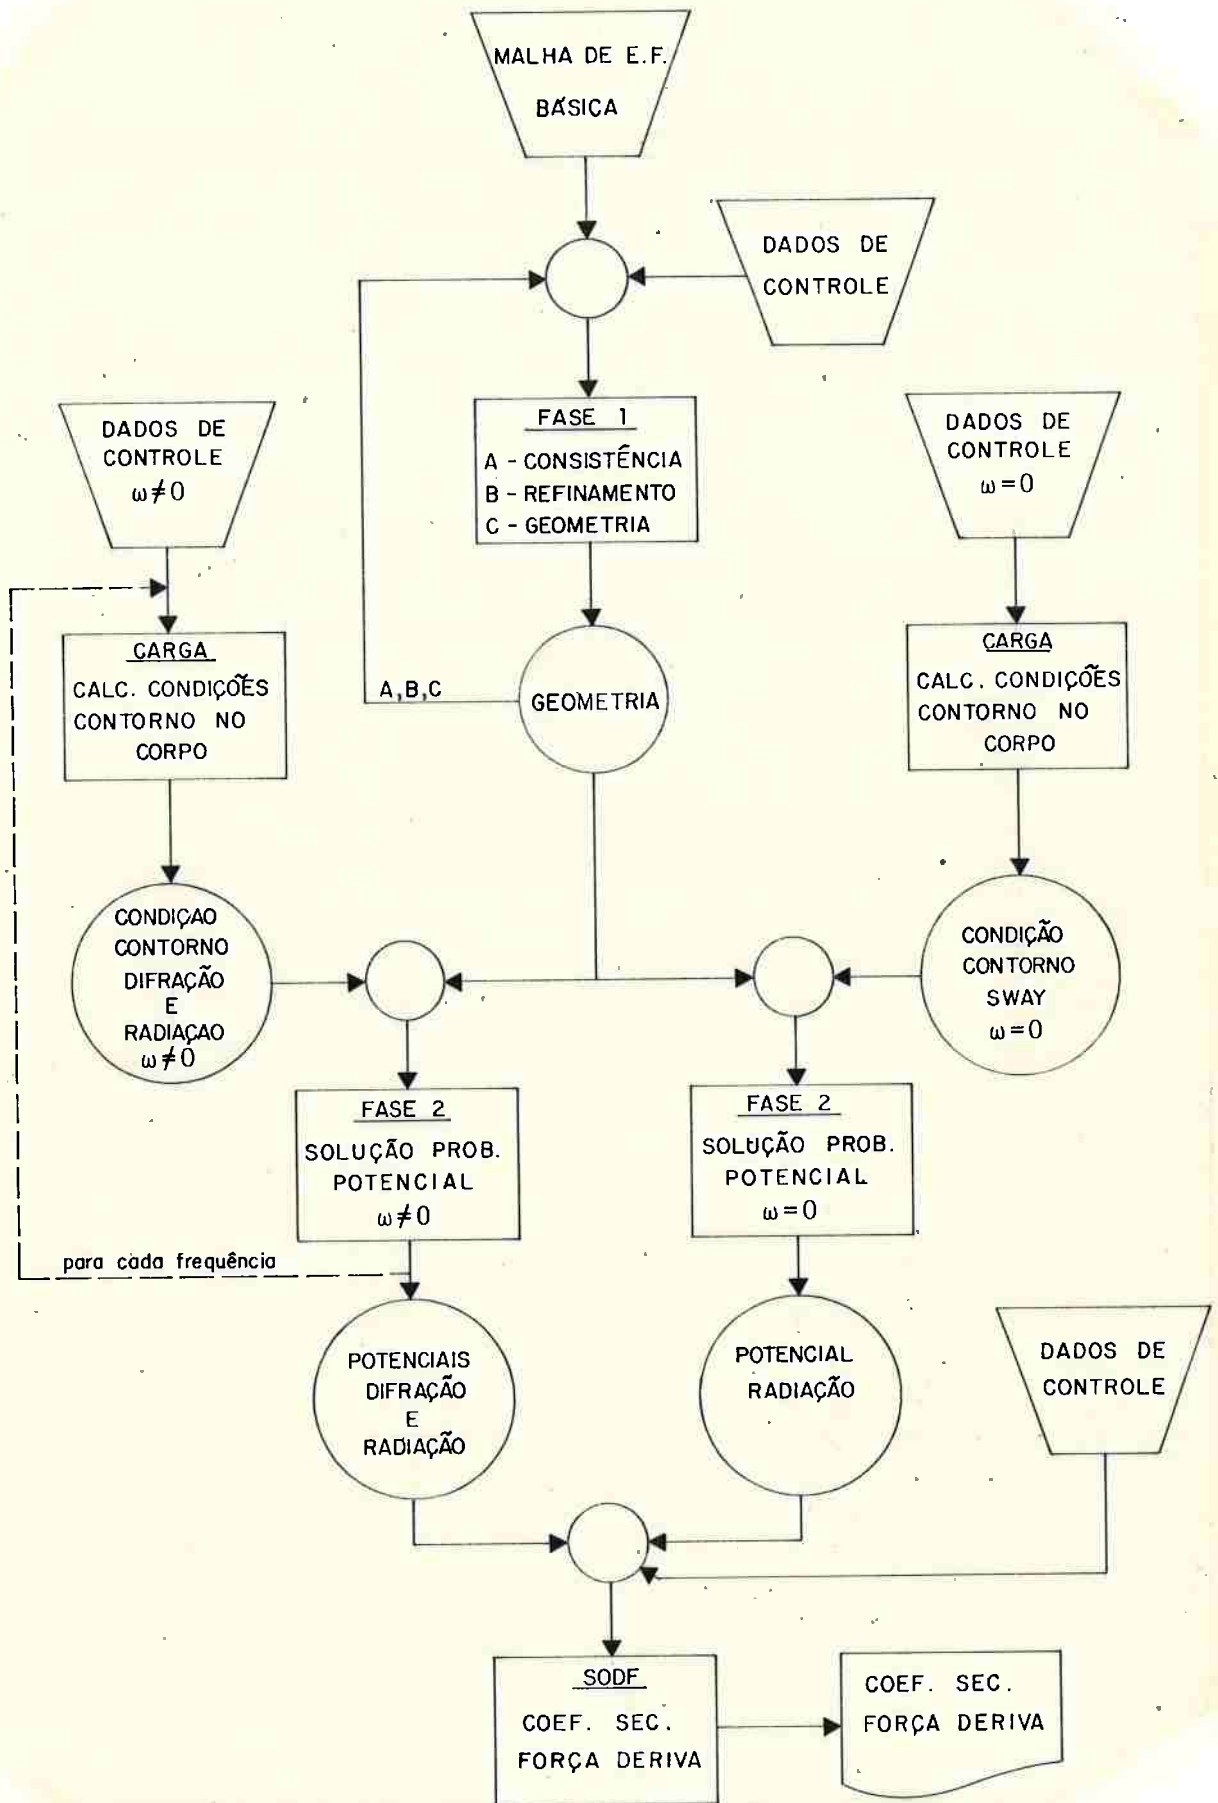 MALHA DE E.F.
BÁSICA
DADOS DE
CONTROLE
FASE 1
A - CONSISTÊNCIA
B - REFINAMENTO
C - GEOMETRIA
DADOS DE
CONTROLE
ω≠0
DADOS DE
CONTROLE
ω=0
CARGA
CALC. CONDIÇÕES
CONTORNO NO
CORPO
A,B,C
GEOMETRIA
CARGA
CALC. CONDIÇÕES
CONTORNO NO
CORPO
CONDIÇAO
CONTORNO
DIFRAÇÃO
E
RADIAÇAO
ω≠0
CONDIÇÃO
CONTORNO
SWAY
ω=0
FASE 2
SOLUÇÃO PROB.
POTENCIAL
ω≠0
FASE 2
SOLUÇÃO PROB.
POTENCIAL
ω=0
para cada frequência
POTENCIAIS
DIFRAÇÃO
E
RADIAÇÃO
POTENCIAL
RADIAÇÃO
DADOS DE
CONTROLE
SODF
COEF. SEC.
FORÇA DERIVA
COEF. SEC.
FORÇA DERIVA